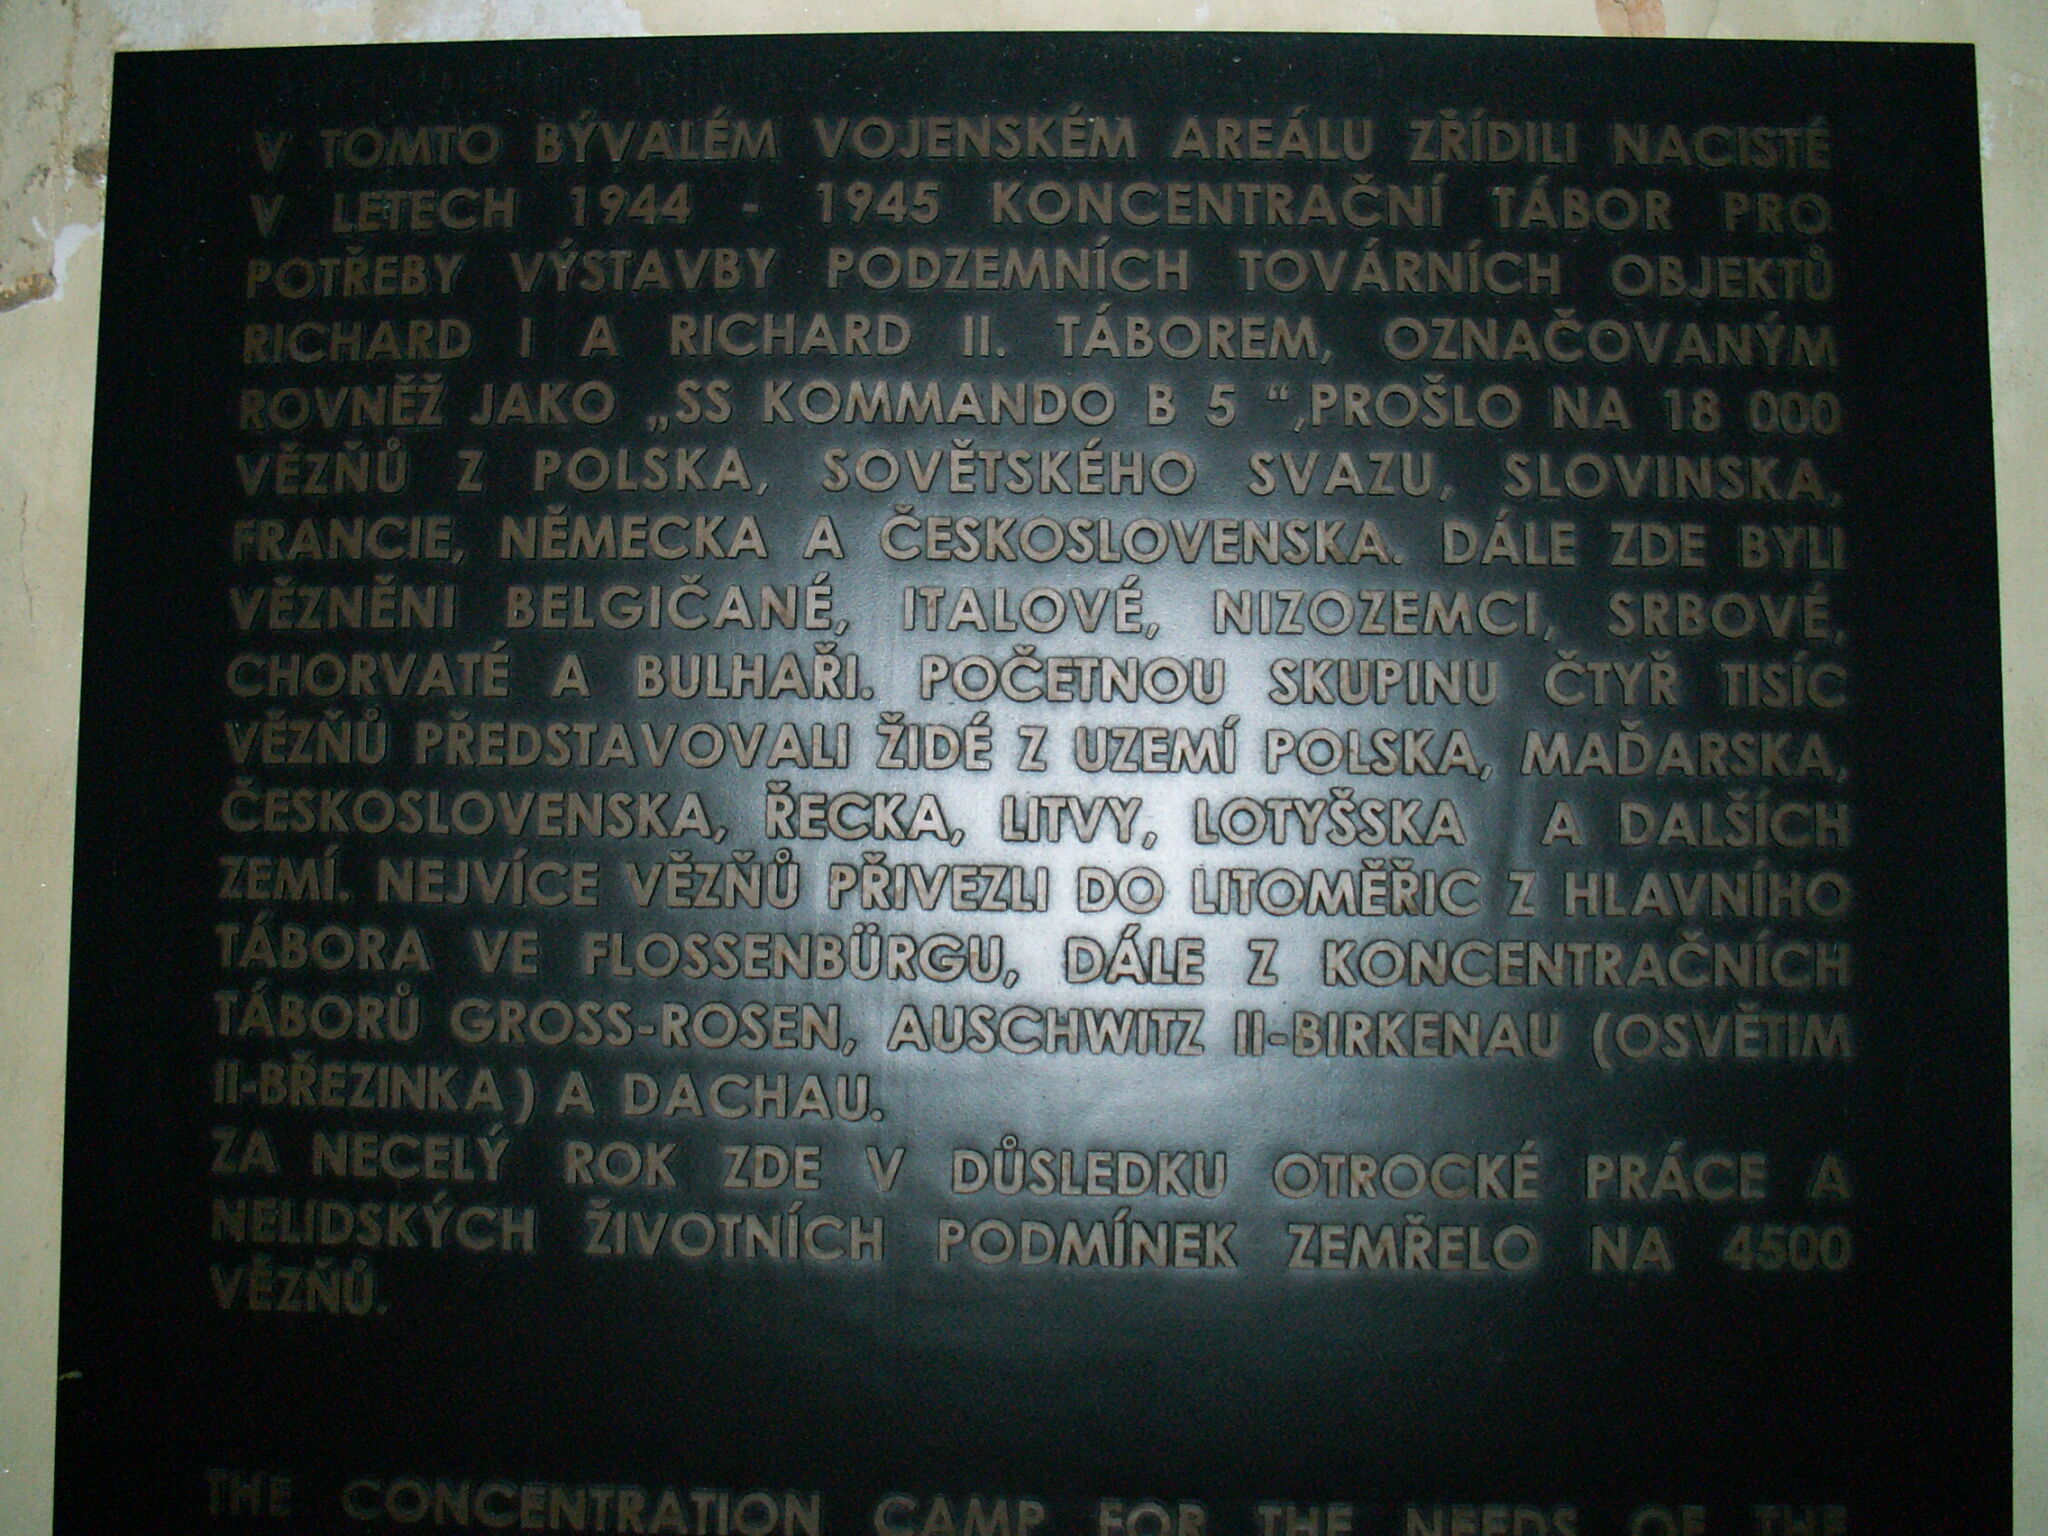 V TOMTO BÝVALÉM VOJENSKÉM AREÁLU ZŘÍDILI NACISTÉ
V LETECH 1944 - 1945 KONCENTRAČNÍ TÁBOR PRO
POTŘEBY VÝSTAVBY PODZEMNÍCH TOVÁRNÍCH OBJEKTŮ
RICHARD I A RICHARD II. TÁBOREM, OZNAČOVANÝM
ROVNĚŽ JAKO „SS KOMMANDO B 5 “,PROŠLO NA 18 000
VĚZŇŮ Z POLSKA, SOVĚTSKÉHO SVAZU, SLOVINSKA,
FRANCIE, NĚMECKA A ČESKOSLOVENSKA. DÁLE ZDE BYLI
VĚZNĚNI BELGIČANÉ, ITALOVÉ, NIZOZEMCI, SRBOVÉ,
CHORVATÉ A BULHAŘI. POČETNOU SKUPINU ČTYŘ TISÍC
VĚZŇŮ PŘEDSTAVOVALI ŽIDÉ Z UZEMÍ POLSKA, MAĎARSKA,
ČESKOSLOVENSKA, ŘECKA, LITVY, LOTYŠSKA A DALŠÍCH
ZEMÍ. NEJVÍCE VĚZŇŮ PŘIVEZLI DO LITOMĚŘIC Z HLAVNÍHO
TÁBORA VE FLOSSENBÜRGU, DÁLE Z KONCENTRAČNÍCH
TÁBORŮ GROSS-ROSEN, AUSCHWITZ II-BIRKENAU (OSVĚTIM
II-BŘEZINKA) A DACHAU.
ZA NECELÝ ROK ZDE V DŮSLEDKU OTROCKÉ PRÁCE A
NELIDSKÝCH ŽIVOTNÍCH PODMÍNEK ZEMŘELO NA 4500
VĚZŇŮ.
THE CONCENTRATION CAMP FOR THE NEEDS OF THE